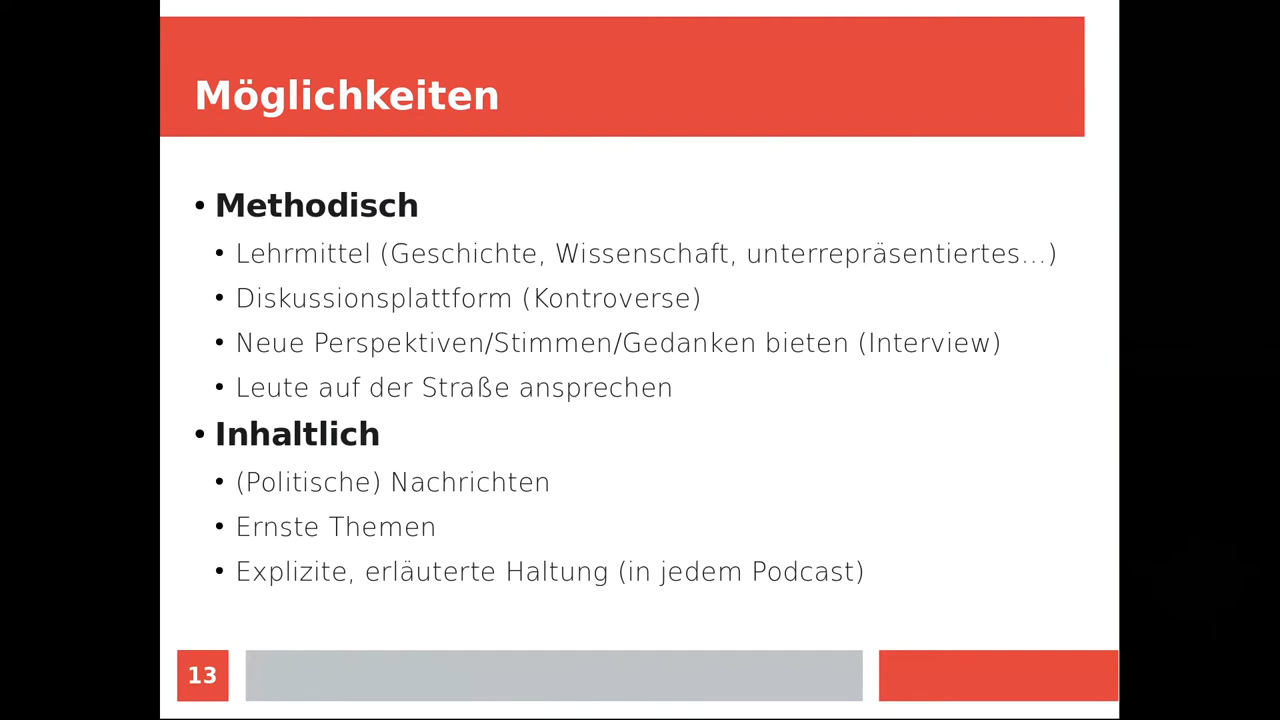 Möglichkeiten
• Methodisch
• Lehrmittel (Geschichte, Wissenschaft, unterrepräsentiertes...)
• Diskussionsplattform (Kontroverse)
• Neue Perspektiven/Stimmen/Gedanken bieten (Interview)
• Leute auf der Straße ansprechen
• Inhaltlich
• (Politische) Nachrichten
• Ernste Themen
• Explizite, erläuterte Haltung (in jedem Podcast)
13